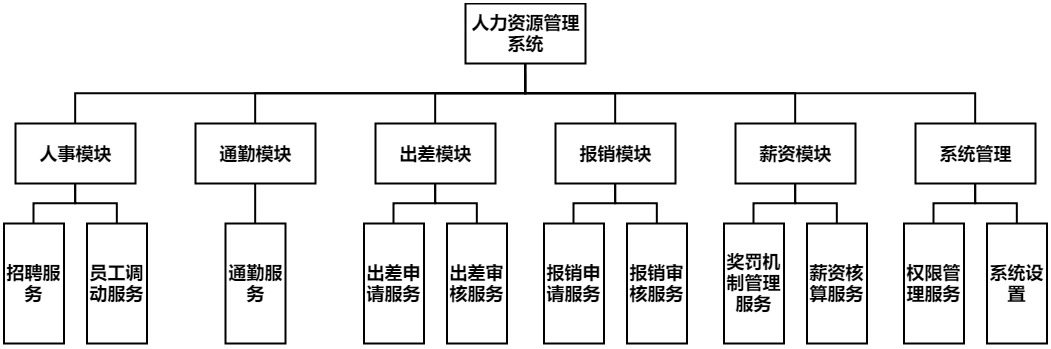 人力资源管理
系统
人事模块
通勤模块
出差模块
报销模块
薪资模块
系统管理
招聘服
务
员工调
动服务
通勤服
务
出差申
请服务
出差审
核服务
报销申
请服务
报销审
核服务
奖罚机
制管理
服务
薪资核
算服务
权限管
理服务
系统设
置